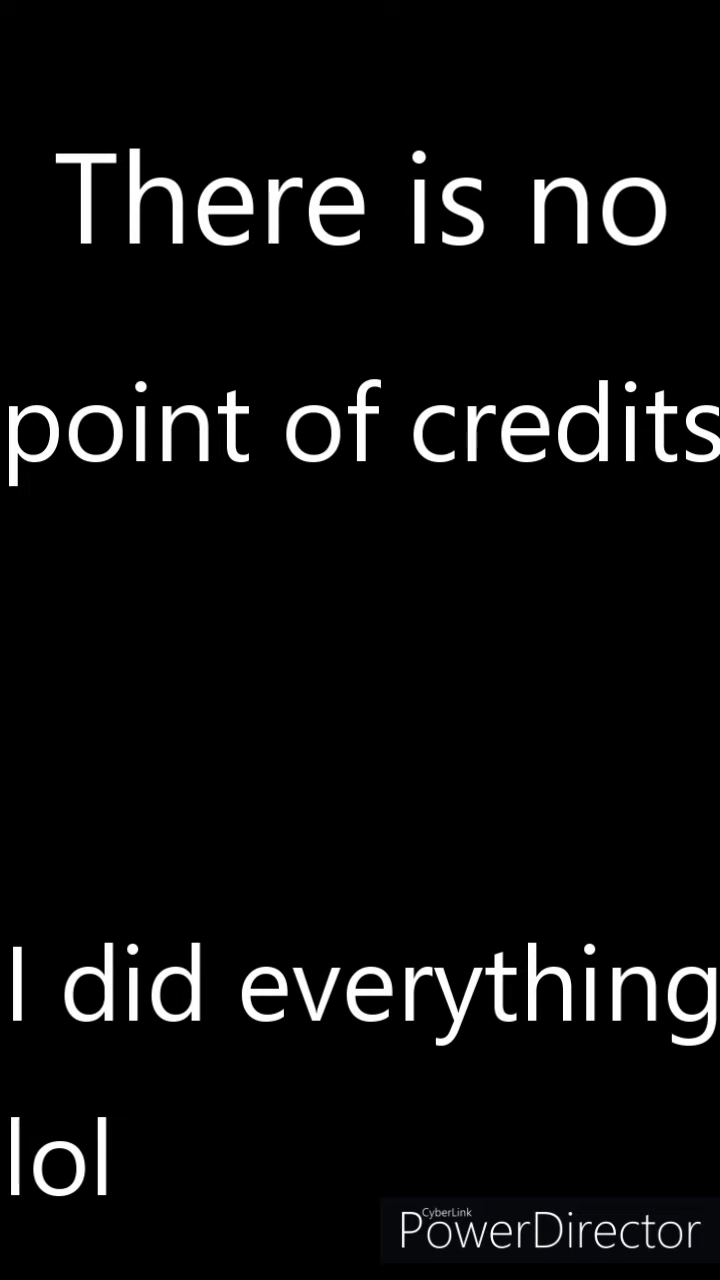 There is no
point of credits
I did everything
lol
CyberLink
PowerDirector